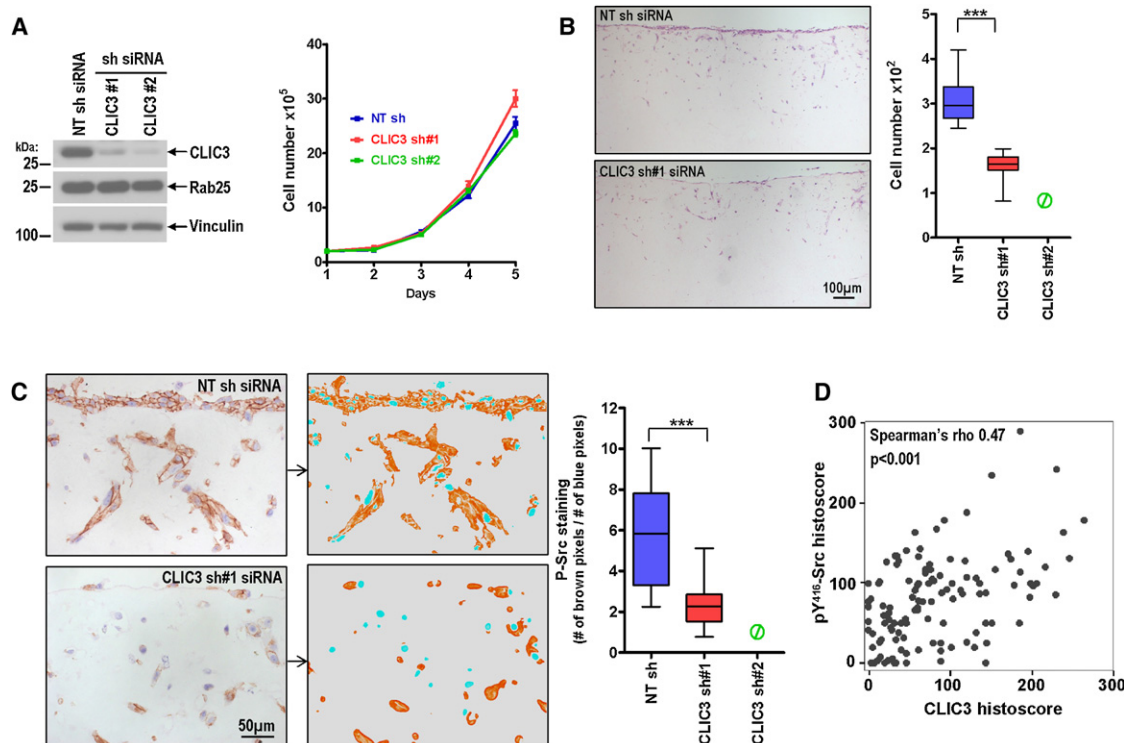 A
NT sh siRNA
sh siRNA
CLIC3 #1
CLIC3 #2
kDa:
25
CLIC3
25
Rab25
100
Vinculin
Cell number x10⁵
40
30
20
10
0
NT sh
CLIC3 sh#1
CLIC3 sh#2
1 2 3 4 5
Days
B
NT sh siRNA
CLIC3 sh#1 siRNA
100µm
Cell number x10²
5
4
3
2
1
0
***
NT sh
CLIC3 sh#1
CLIC3 sh#2
C
NT sh siRNA
CLIC3 sh#1 siRNA
50µm
P-Src staining
(# of brown pixels / # of blue pixels)
12
10
8
6
4
2
0
***
NT sh
CLIC3 sh#1
CLIC3 sh#2
D
Spearman's rho 0.47
p<0.001
pY⁴¹⁶-Src histoscore
300
200
100
0
0 100 200 300
CLIC3 histoscore